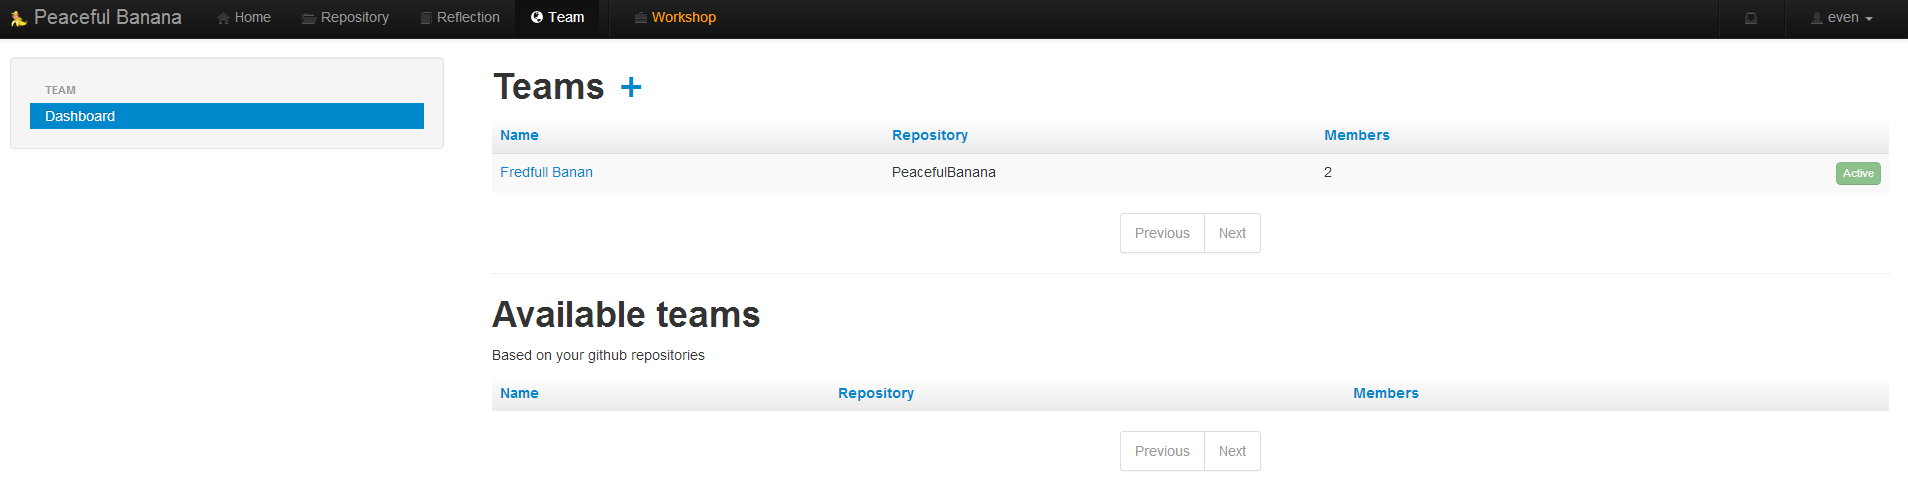 Peaceful Banana Home Repository Reflection Team Workshop even
TEAM
Dashboard
Teams +
Name Repository Members
Fredfull Banan PeacefulBanana 2 Active
Previous Next
Available teams
Based on your github repositories
Name Repository Members
Previous Next